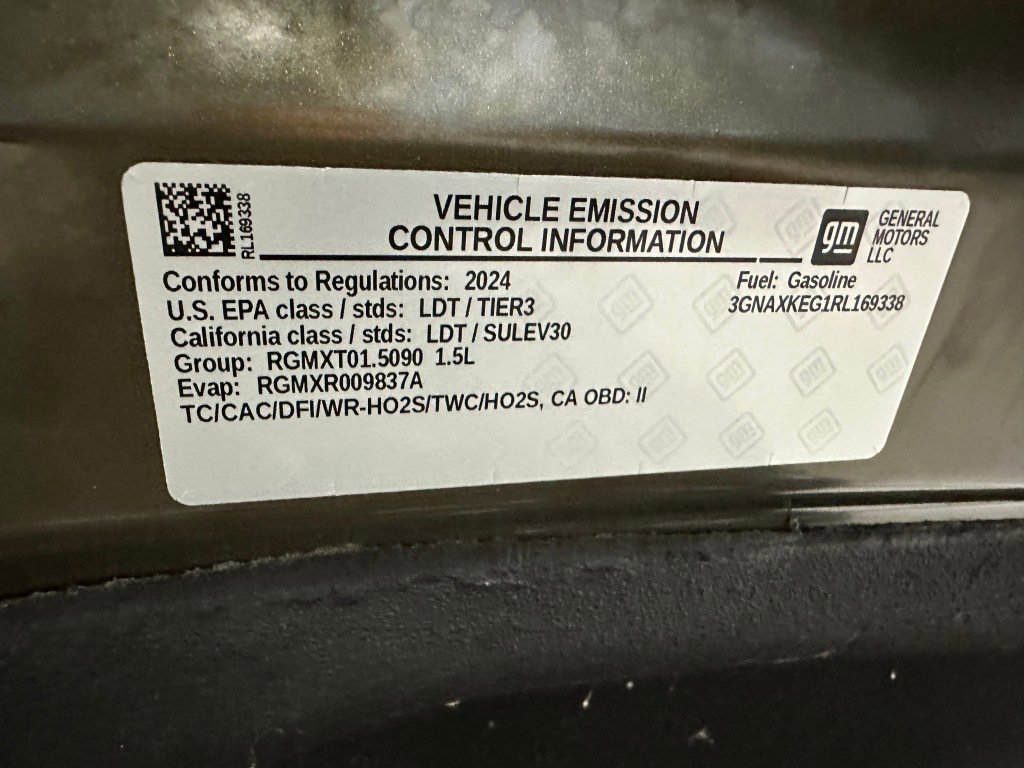 RL169338
VEHICLE EMISSION
CONTROL INFORMATION
gm
GENERAL
MOTORS
LLC
Conforms to Regulations: 2024
U.S. EPA class / stds: LDT / TIER3
California class / stds: LDT / SULEV30
Group: RGMXT01.5090 1.5L
Evap: RGMXR009837A
TC/CAC/DFI/WR-HO2S/TWC/HO2S, CA OBD: II
Fuel: Gasoline
3GNAXKEG1RL169338